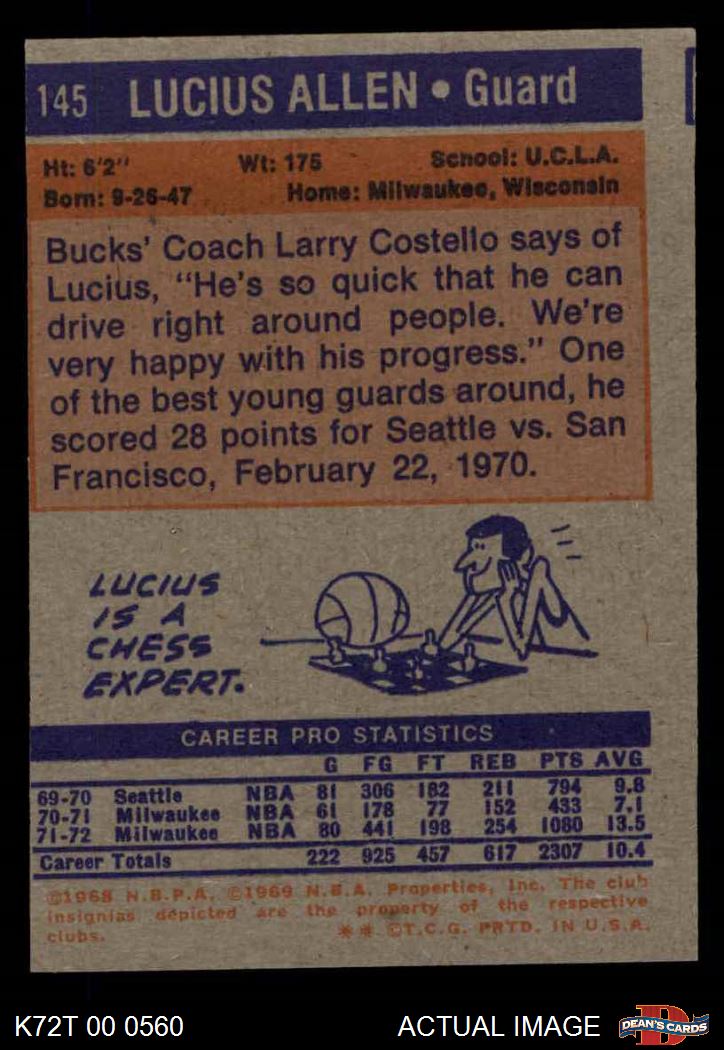 145 LUCIUS ALLEN • Guard
Ht: 6'2" Wt: 175 School: U.C.L.A.
Born: 9-26-47 Home: Milwaukee, Wisconsin
Bucks' Coach Larry Costello says of
Lucius, "He's so quick that he can
drive right around people. We're
very happy with his progress." One
of the best young guards around, he
scored 28 points for Seattle vs. San
Francisco, February 22, 1970.
LUCIUS
IS A
CHESS
EXPERT.
CAREER PRO STATISTICS
G FG FT REB PTS AVG
69-70 Seattle NBA 81 306 182 211 794 9.8
70-71 Milwaukee NBA 61 178 77 152 433 7.1
71-72 Milwaukee NBA 80 441 198 254 1080 13.5
Career Totals 222 925 457 617 2307 10.4
©1968 N.B.P.A. ©1969 N.B.A. Properties, Inc. The club
insignias depicted are the property of the respective
clubs. ** ©T.C.G. PRTD. IN U.S.A.
K72T 00 0560 ACTUAL IMAGE D DEAN'S CARDS